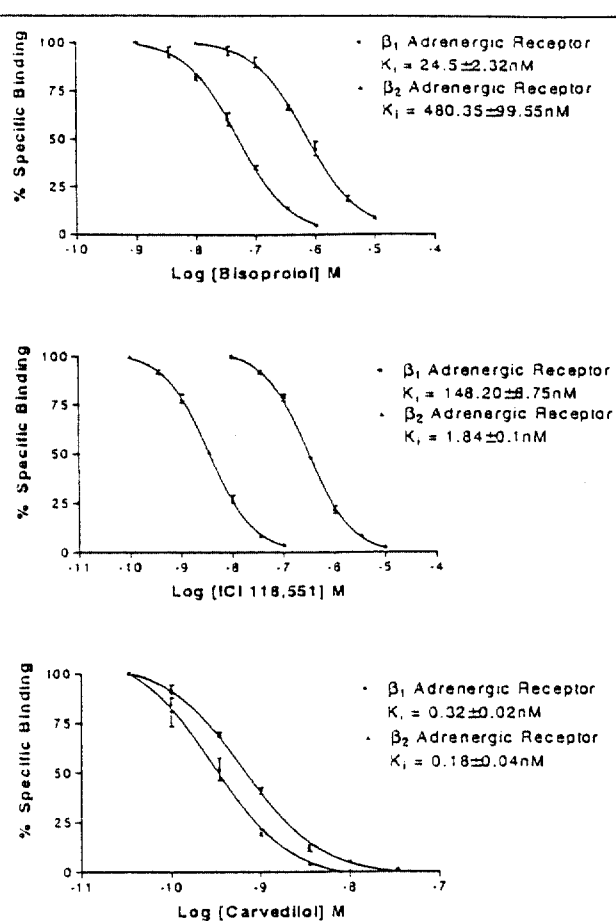 % Specific Binding
100
75
50
25
0
-10 -9 -8 -7 -6 -5 -4
Log [Bisoprolol] M
β1 Adrenergic Receptor
Ki = 24.5±2.32nM
β2 Adrenergic Receptor
Ki = 480.35±99.55nM
% Specific Binding
100
75
50
25
0
-11 -10 -9 -8 -7 -6 -5 -4
Log [ICI 118,551] M
β1 Adrenergic Receptor
Ki = 148.20±8.75nM
β2 Adrenergic Receptor
Ki = 1.84±0.1nM
% Specific Binding
100
75
50
25
0
-11 -10 -9 -8 -7
Log [Carvedilol] M
β1 Adrenergic Receptor
Ki = 0.32±0.02nM
β2 Adrenergic Receptor
Ki = 0.18±0.04nM